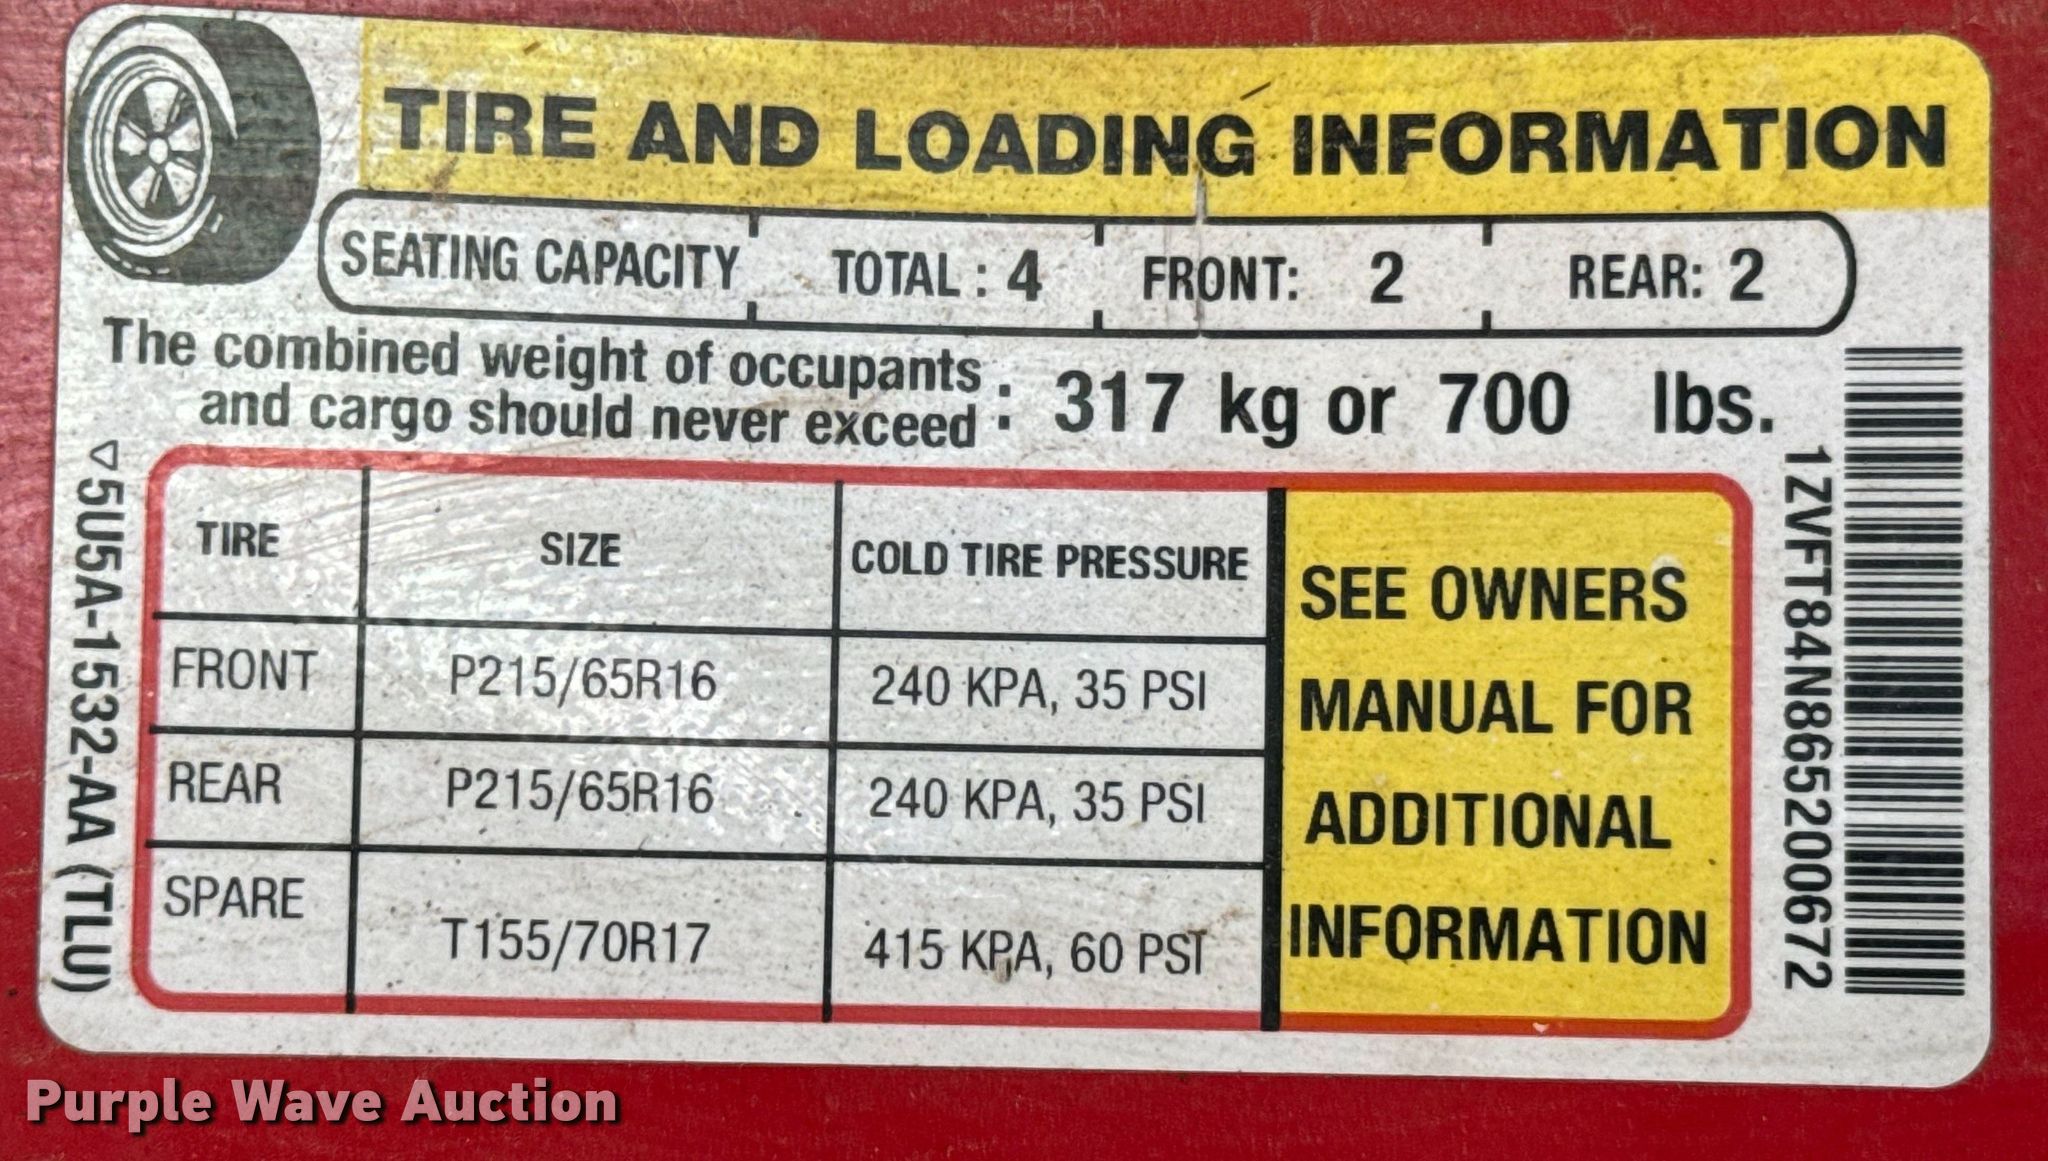 TIRE AND LOADING INFORMATION
SEATING CAPACITY TOTAL : 4 FRONT: 2 REAR: 2
The combined weight of occupants
and cargo should never exceed : 317 kg or 700 lbs.
TIRE SIZE COLD TIRE PRESSURE
FRONT P215/65R16 240 KPA, 35 PSI
REAR P215/65R16 240 KPA, 35 PSI
SPARE T155/70R17 415 KPA, 60 PSI
SEE OWNERS
MANUAL FOR
ADDITIONAL
INFORMATION
5U5A-1532-AA (TLU)
1ZVFT84N865200672
Purple Wave Auction